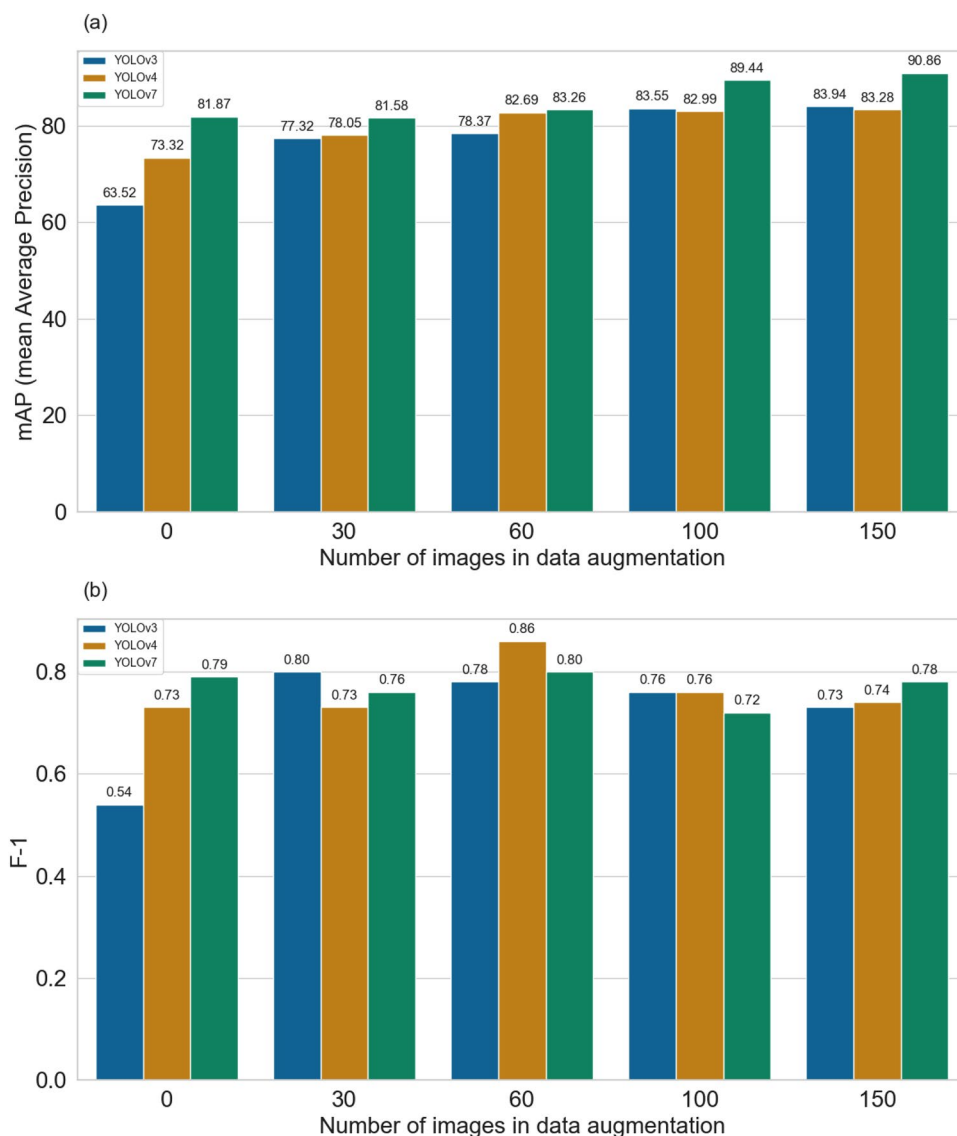 (a)
YOLOv3
YOLOv4
YOLOv7
mAP (mean Average Precision)
80
60
40
20
0
63.52
73.32
81.87
77.32
78.05
81.58
78.37
82.69
83.26
83.55
82.99
89.44
83.94
83.28
90.86
0 30 60 100 150
Number of images in data augmentation
(b)
YOLOv3
YOLOv4
YOLOv7
F-1
0.8
0.6
0.4
0.2
0.0
0.54
0.73
0.79
0.80
0.73
0.76
0.78
0.86
0.80
0.76
0.76
0.72
0.73
0.74
0.78
0 30 60 100 150
Number of images in data augmentation